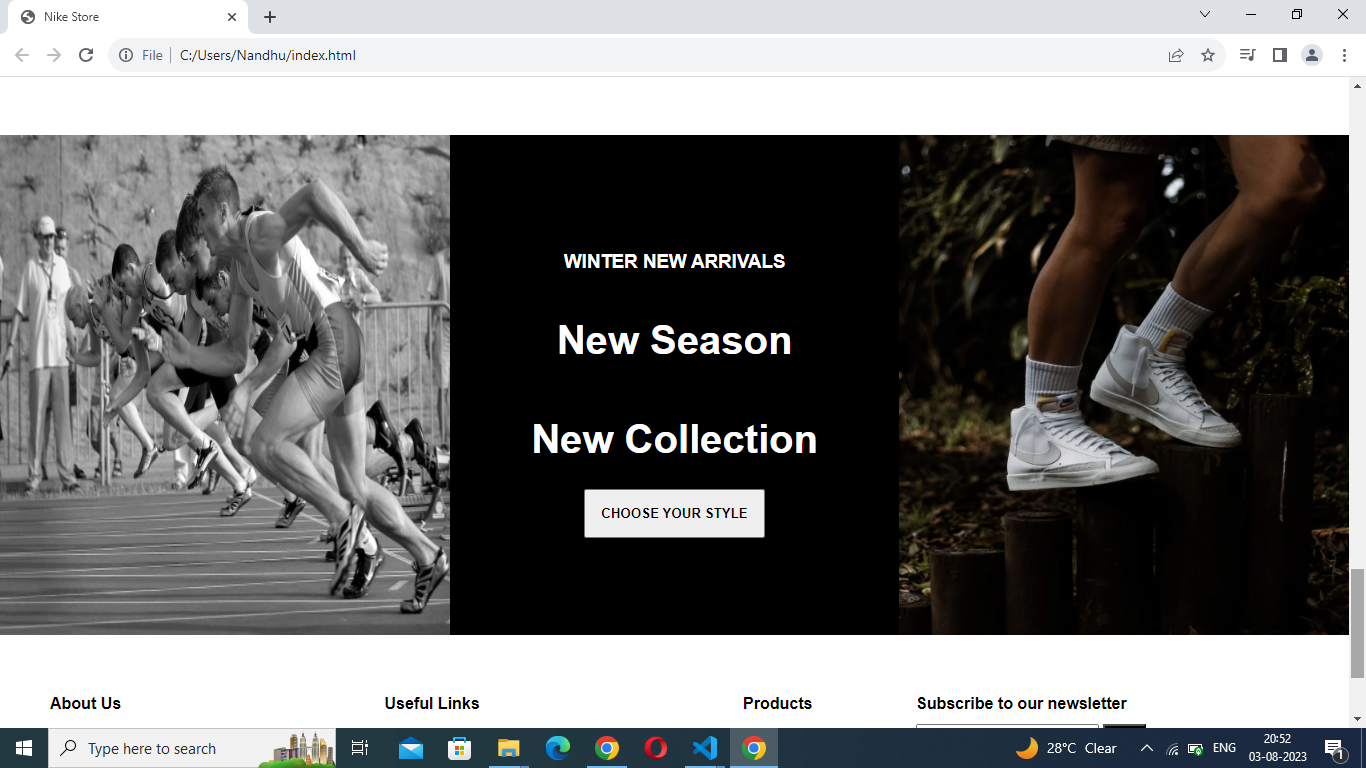 Nike Store
File
C:/Users/Nandhu/index.html
WINTER NEW ARRIVALS
New Season
New Collection
CHOOSE YOUR STYLE
About Us
Useful Links
Products
Subscribe to our newsletter
Type here to search
28°C Clear
ENG
20:52
03-08-2023
1